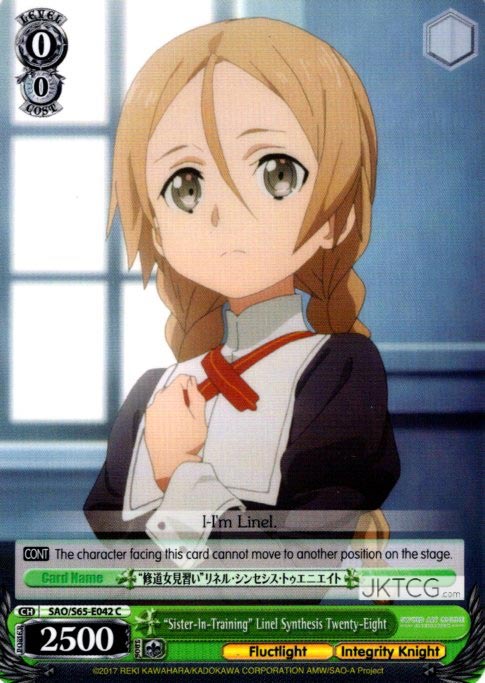 LEVEL
0
0
COST
I-I'm Linel.
CONT The character facing this card cannot move to another position on the stage.
Card Name "修道女見習い"リネル・シンセシス・トゥエニエイト
JKTCG.com
CH SAO/S65-E042 C
POWER 2500 SOUL
"Sister-In-Training" Linel Synthesis Twenty-Eight
Fluctlight Integrity Knight
©2017 REKI KAWAHARA/KADOKAWA CORPORATION AMW/SAO-A Project